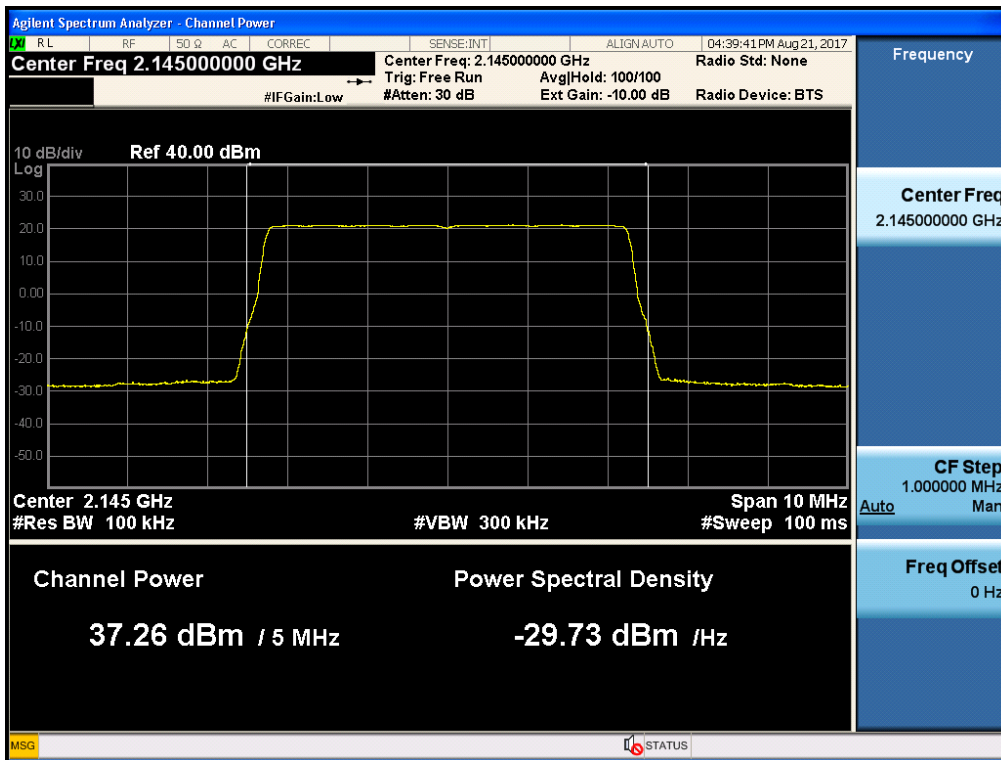 Agilent Spectrum Analyzer - Channel Power
LXI RL RF 50 Ω AC CORREC SENSE:INT ALIGN AUTO 04:39:41 PM Aug 21, 2017
Center Freq 2.145000000 GHz
#IFGain:Low
Center Freq: 2.145000000 GHz
Trig: Free Run Avg|Hold: 100/100
#Atten: 30 dB Ext Gain: -10.00 dB
Radio Std: None
Radio Device: BTS
10 dB/div Ref 40.00 dBm
Log
30.0
20.0
10.0
0.00
-10.0
-20.0
-30.0
-40.0
-50.0
Center 2.145 GHz Span 10 MHz
#Res BW 100 kHz #VBW 300 kHz #Sweep 100 ms
Channel Power Power Spectral Density
37.26 dBm / 5 MHz -29.73 dBm /Hz
Frequency
Center Freq
2.145000000 GHz
CF Step
1.000000 MHz
Auto Man
Freq Offset
0 Hz
MSG STATUS